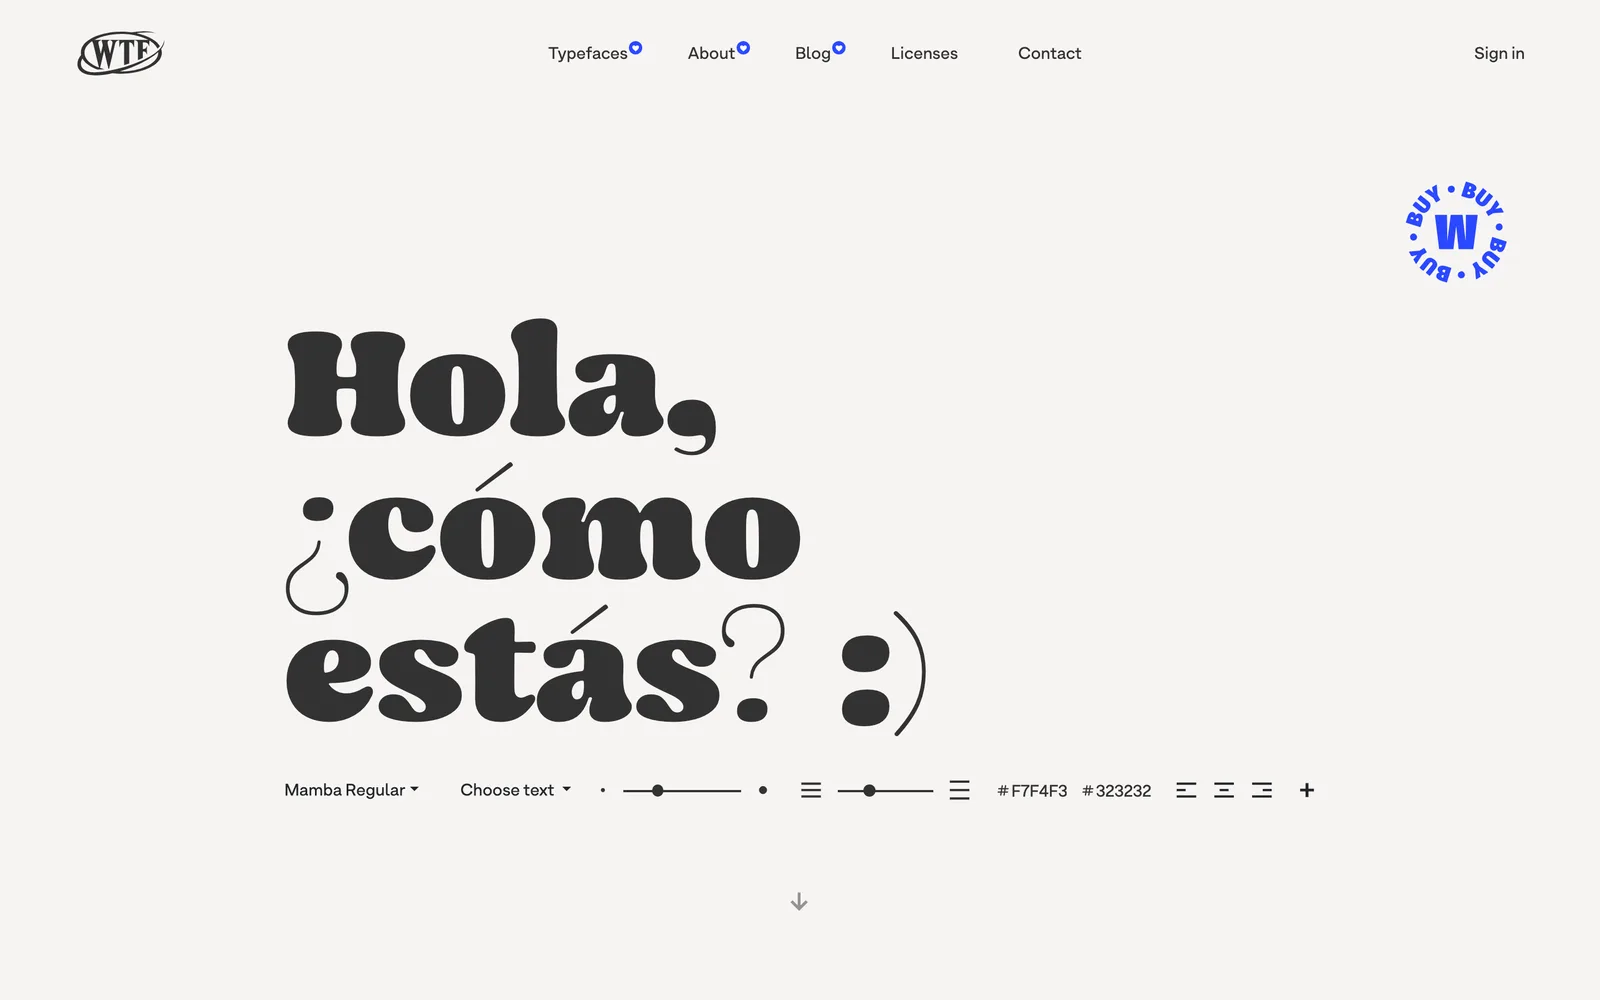 WTF
Typefaces
About
Blog
Licenses
Contact
Sign in
BUY • BUY • BUY • BUY •
W
Hola,
¿cómo
estás? :)
Mamba Regular
Choose text
#F7F4F3
#323232